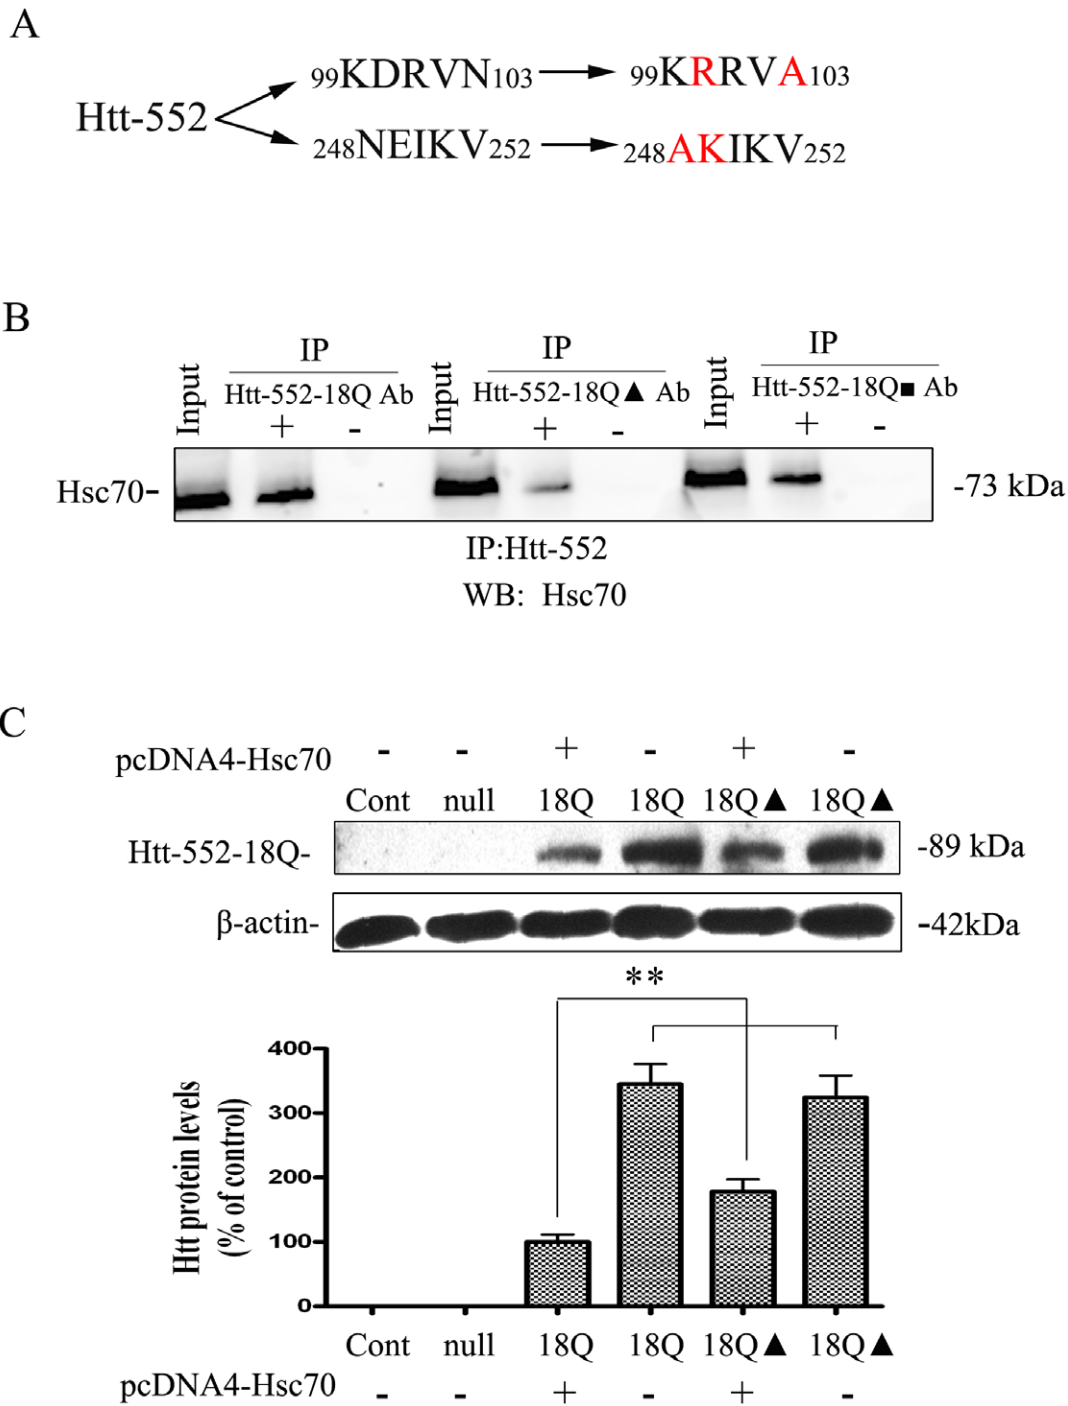 A
Htt-552
99KDRVN103
99KRRVA103
248NEIKV252
248AKIKV252
B
Input
IP
Htt-552-18Q Ab
+ -
Input
IP
Htt-552-18Q▲ Ab
+ -
Input
IP
Htt-552-18Q■ Ab
+ -
Hsc70-
-73 kDa
IP:Htt-552
WB: Hsc70
C
pcDNA4-Hsc70 - - + - + -
Cont null 18Q 18Q 18Q▲ 18Q▲
Htt-552-18Q-
-89 kDa
β-actin-
-42kDa
**
Htt protein levels
(% of control)
400
300
200
100
0
Cont null 18Q 18Q 18Q▲ 18Q▲
pcDNA4-Hsc70 - - + - + -